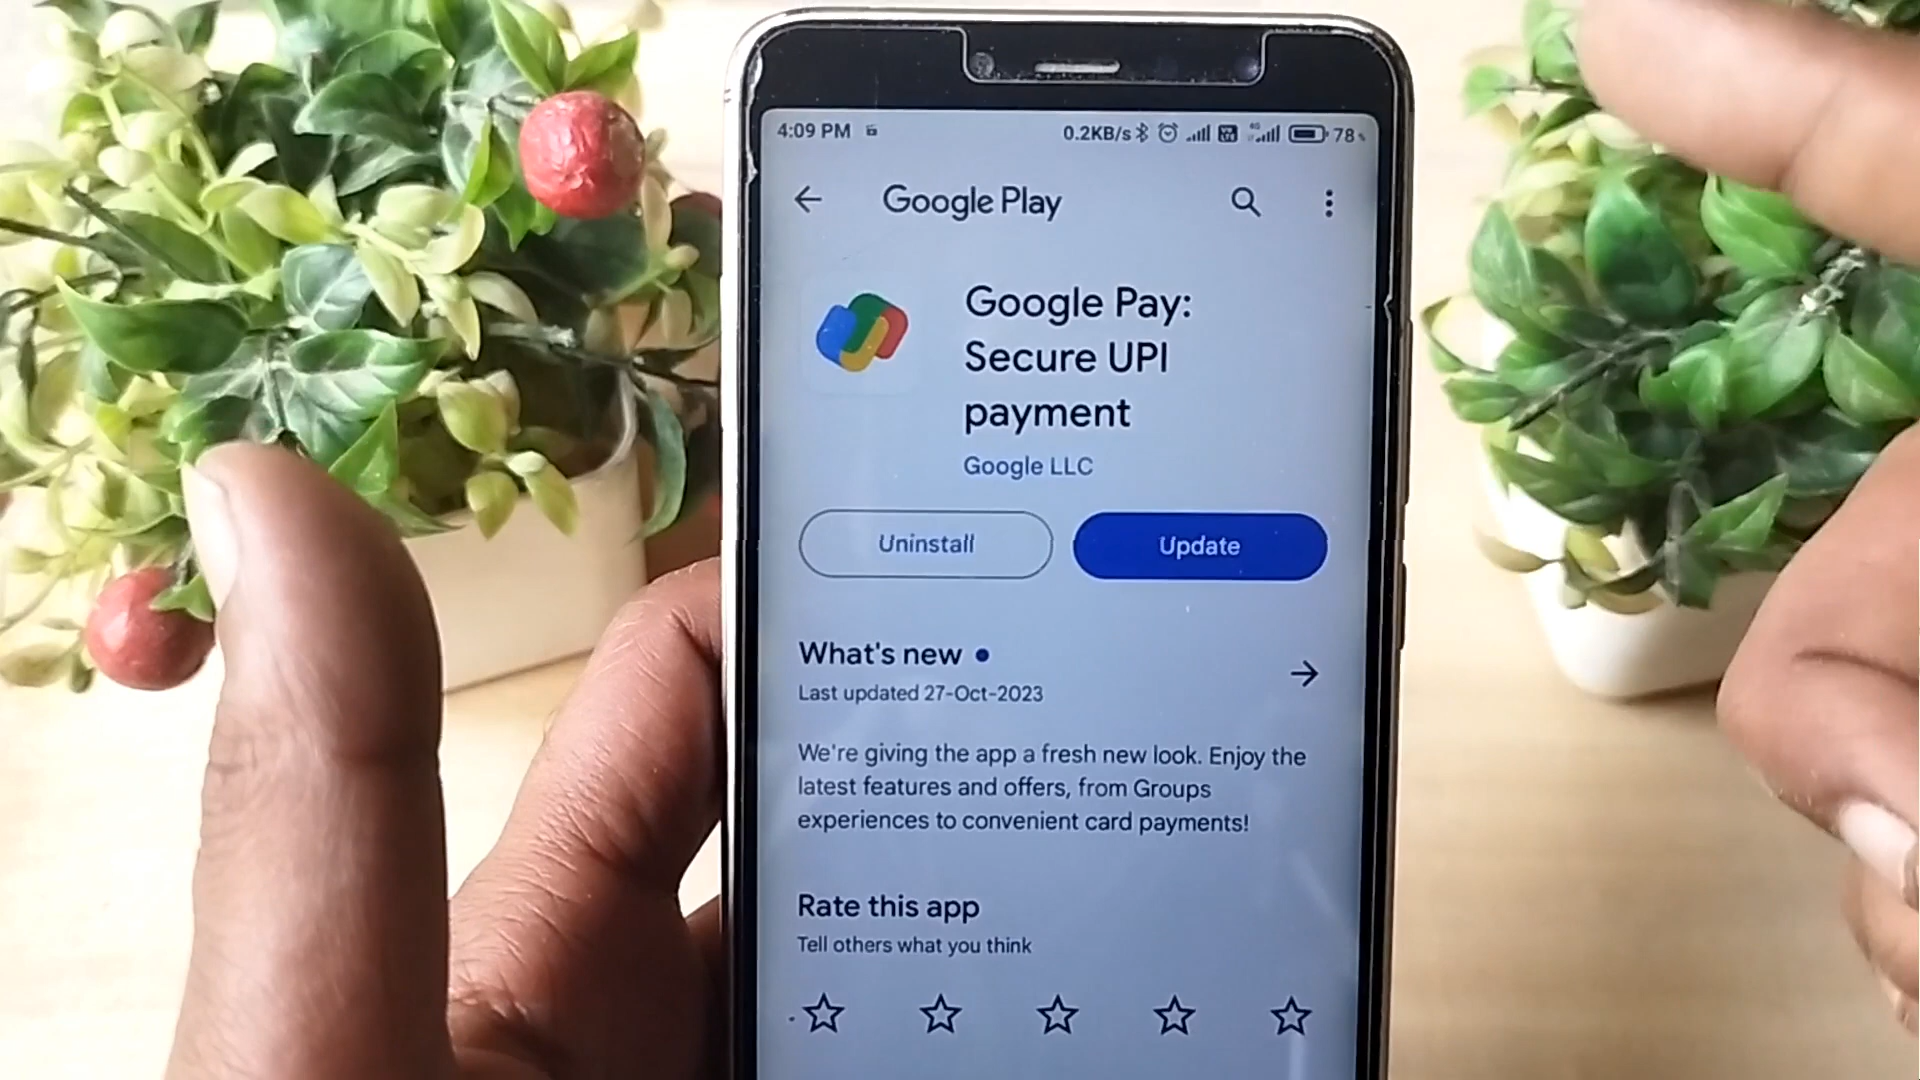 4:09 PM
0.2KB/s
78
Google Play
Google Pay:
Secure UPI
payment
Google LLC
Uninstall
Update
What's new
Last updated 27-Oct-2023
We're giving the app a fresh new look. Enjoy the
latest features and offers, from Groups
experiences to convenient card payments!
Rate this app
Tell others what you think